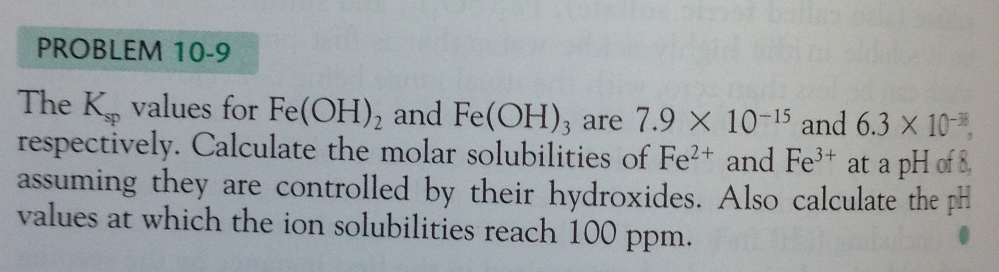 PROBLEM 10-9
The Kₛₚ values for Fe(OH)₂ and Fe(OH)₃ are 7.9 × 10⁻¹⁵ and 6.3 × 10⁻³⁸,
respectively. Calculate the molar solubilities of Fe²⁺ and Fe³⁺ at a pH of 8,
assuming they are controlled by their hydroxides. Also calculate the pH
values at which the ion solubilities reach 100 ppm.